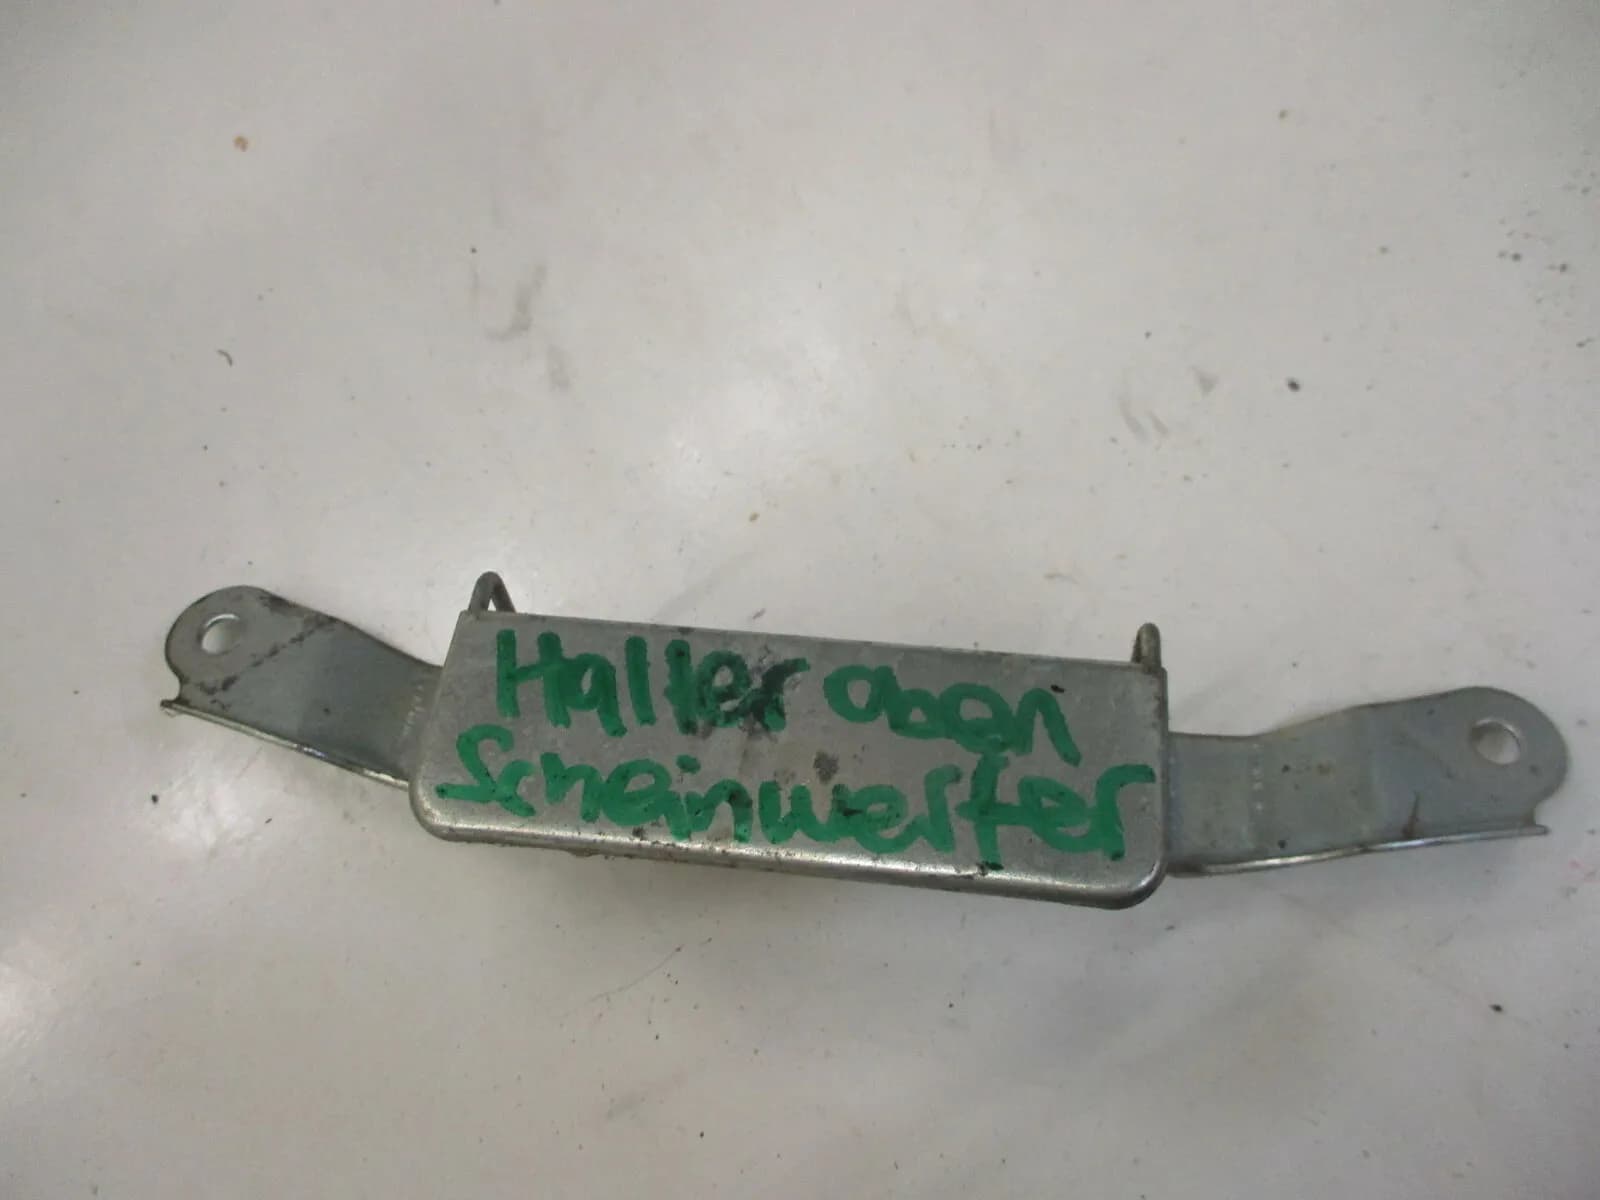 Halter oben
Scheinwerfer